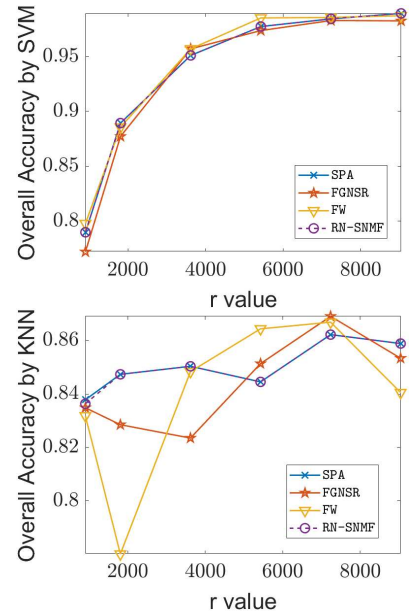 Overall Accuracy by SVM
0.95
0.9
0.85
0.8
SPA
FGNSR
FW
RN-SNMF
2000 4000 6000 8000
r value
Overall Accuracy by KNN
0.86
0.84
0.82
0.8
SPA
FGNSR
FW
RN-SNMF
2000 4000 6000 8000
r value